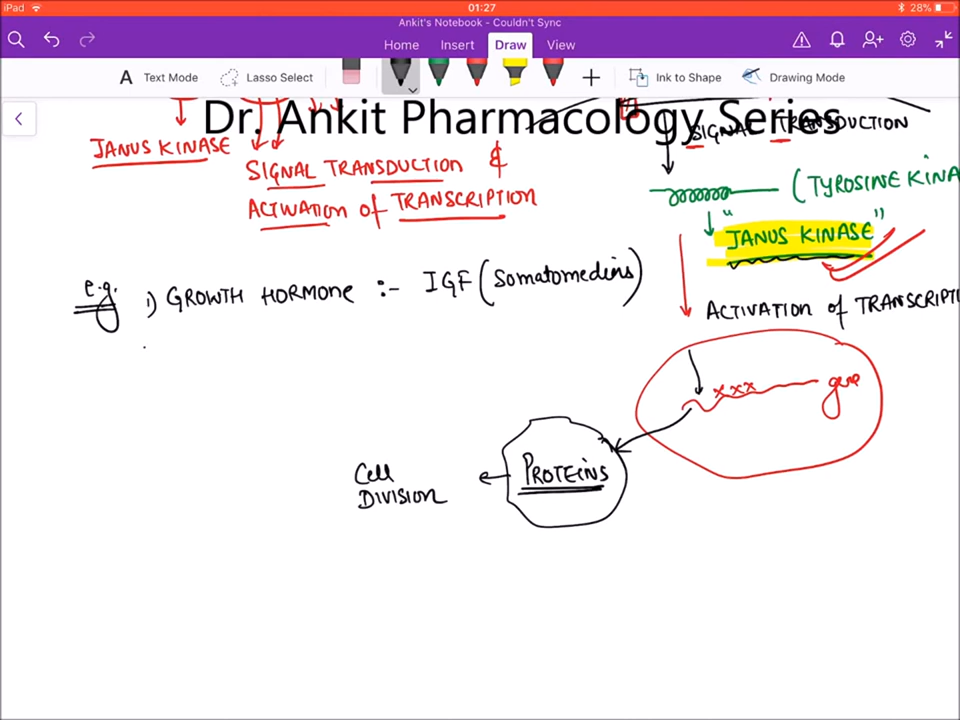 iPad
01:27
28%
Ankit's Notebook - Couldn't Sync
Home Insert Draw View
A Text Mode Lasso Select Ink to Shape Drawing Mode
Dr. Ankit Pharmacology Series
SIGNAL TRANSDUCTION
JANUS KINASE
SIGNAL TRANSDUCTION &
ACTIVATION of TRANSCRIPTION
(TYROSINE KINA
"JANUS KINASE"
e.g. i) GROWTH HORMONE :- IGF (Somatomedins)
ACTIVATION of TRANSCRIPTI
xxx gene
PROTEINS
Cell
DIVISION